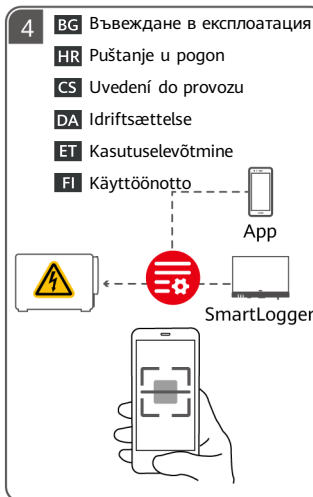 4
BG Въвеждане в експлоатация
HR Puštanje u pogon
CS Uvedení do provozu
DA Idriftsættelse
ET Kasutuselevõtmine
FI Käyttöönotto
App
SmartLogger